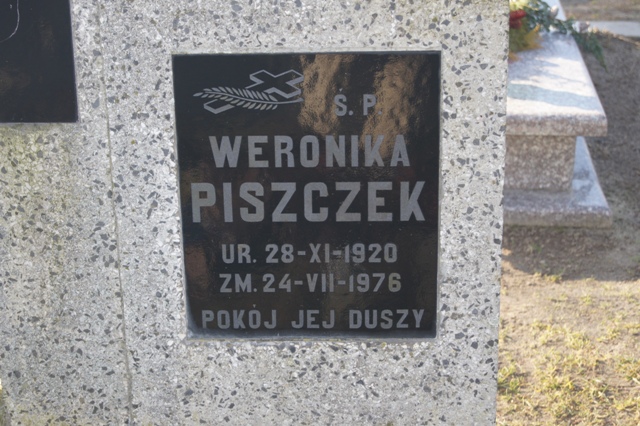 Ś. P.
WERONIKA
PISZCZEK
UR. 28-XI-1920
ZM. 24-VII-1976
POKÓJ JEJ DUSZY